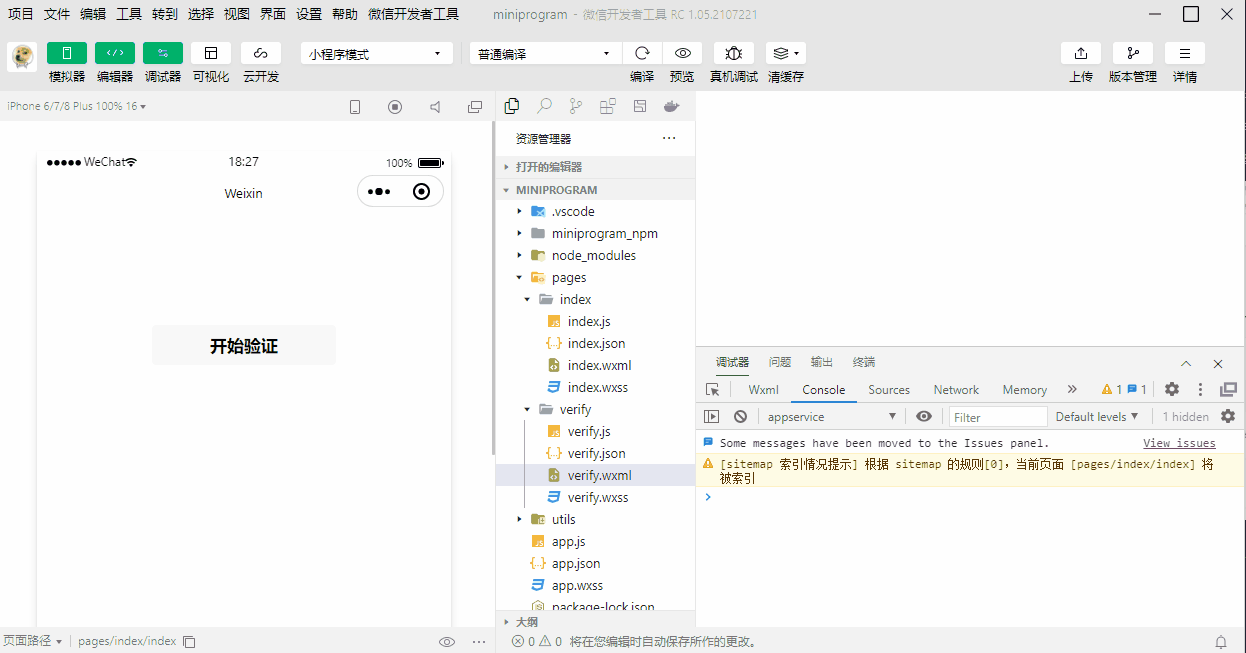 项目 文件 编辑 工具 转到 选择 视图 界面 设置 帮助 微信开发者工具 miniprogram - 微信开发者工具 RC 1.05.2107221
模拟器 编辑器 调试器 可视化 云开发
小程序模式
普通编译
编译 预览 真机调试 清缓存
上传 版本管理 详情
iPhone 6/7/8 Plus 100% 16
WeChat 18:27 100%
Weixin
开始验证
页面路径 pages/index/index
资源管理器
打开的编辑器
MINIPROGRAM
.vscode
miniprogram_npm
node_modules
pages
index
index.js
index.json
index.wxml
index.wxss
verify
verify.js
verify.json
verify.wxml
verify.wxss
utils
app.js
app.json
app.wxss
package-lock.json
大纲
0 0 将在您编辑时自动保存所作的更改。
调试器 问题 输出 终端
Wxml Console Sources Network Memory 1 1
appservice Filter Default levels 1 hidden
Some messages have been moved to the Issues panel. View issues
[sitemap 索引情况提示] 根据 sitemap 的规则[0]，当前页面 [pages/index/index] 将
被索引